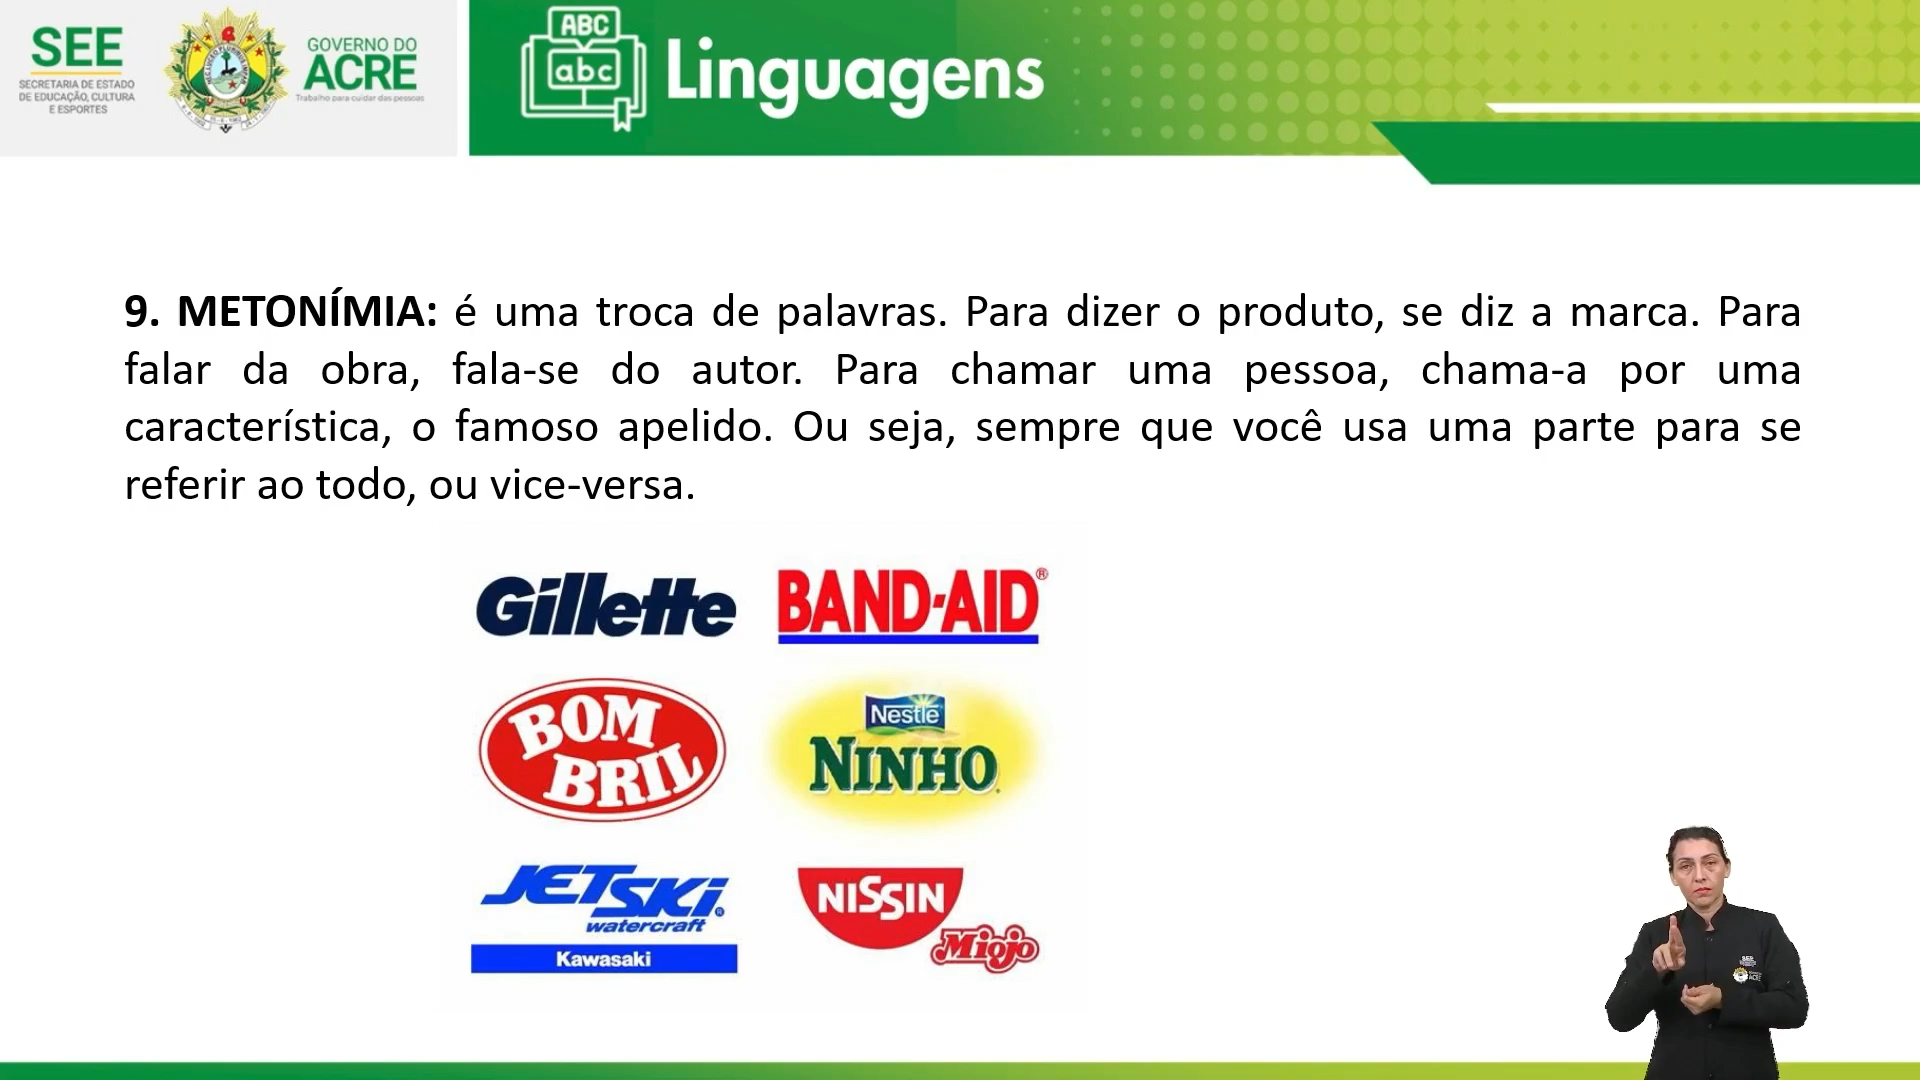 SEE
SECRETARIA DE ESTADO
DE EDUCAÇÃO, CULTURA
E ESPORTES
GOVERNO DO
ACRE
Trabalho para cuidar das pessoas
ABC
abc
Linguagens
9. METONÍMIA: é uma troca de palavras. Para dizer o produto, se diz a marca. Para
falar da obra, fala-se do autor. Para chamar uma pessoa, chama-a por uma
característica, o famoso apelido. Ou seja, sempre que você usa uma parte para se
referir ao todo, ou vice-versa.
Gillette
BAND-AID®
BOM
BRIL
Nestlé
NINHO
JET SKI®
watercraft
Kawasaki
NISSIN
Miojo
SEE
ACRE